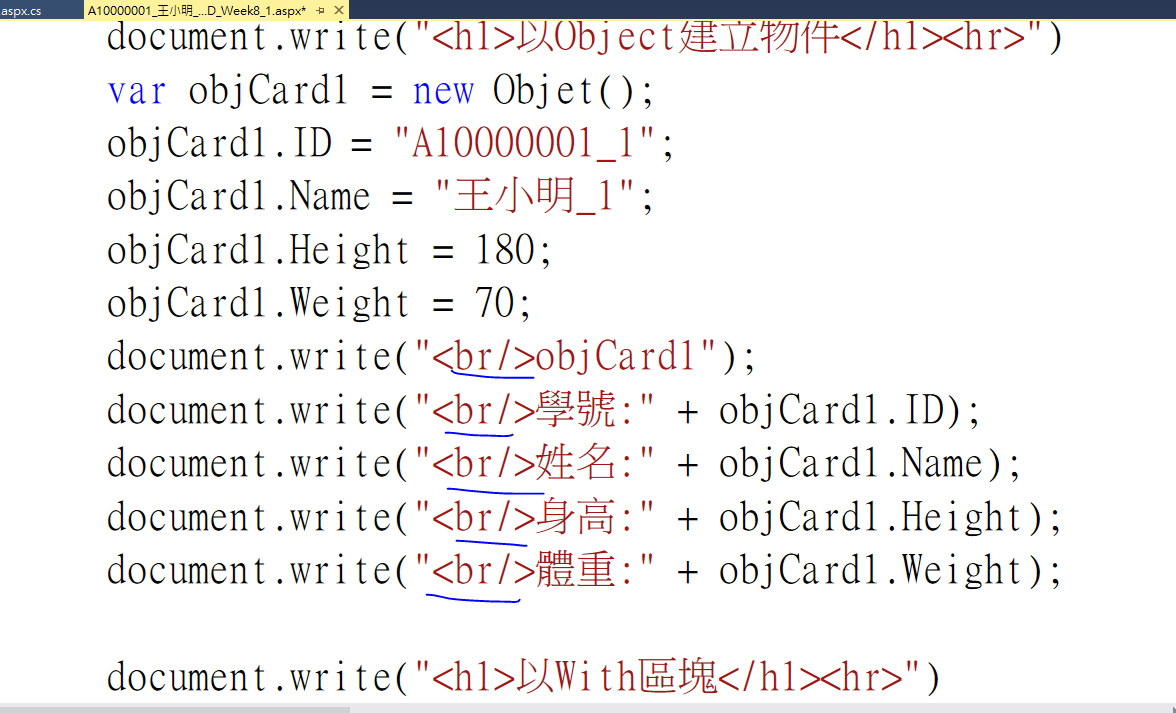 .aspx.cs
A10000001_王小明_...D_Week8_1.aspx*
document.write("<h1>以Object建立物件</h1><hr>")
var objCard1 = new Objet();
objCard1.ID = "A10000001_1";
objCard1.Name = "王小明_1";
objCard1.Height = 180;
objCard1.Weight = 70;
document.write("<br/>objCard1");
document.write("<br/>學號:" + objCard1.ID);
document.write("<br/>姓名:" + objCard1.Name);
document.write("<br/>身高:" + objCard1.Height);
document.write("<br/>體重:" + objCard1.Weight);
document.write("<h1>以With區塊</h1><hr>")